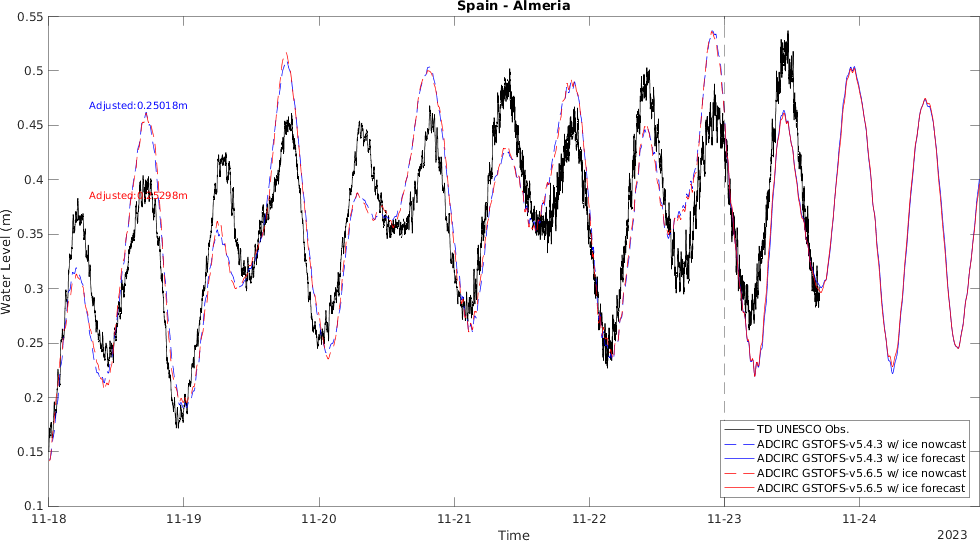 Spain - Almeria
0.55
0.5
0.45
0.4
0.35
0.3
0.25
0.2
0.15
0.1
Water Level (m)
Adjusted:0.25018m
Adjusted:0.25298m
TD UNESCO Obs.
ADCIRC GSTOFS-v5.4.3 w/ ice nowcast
ADCIRC GSTOFS-v5.4.3 w/ ice forecast
ADCIRC GSTOFS-v5.6.5 w/ ice nowcast
ADCIRC GSTOFS-v5.6.5 w/ ice forecast
11-18 11-19 11-20 11-21 11-22 11-23 11-24
Time
2023